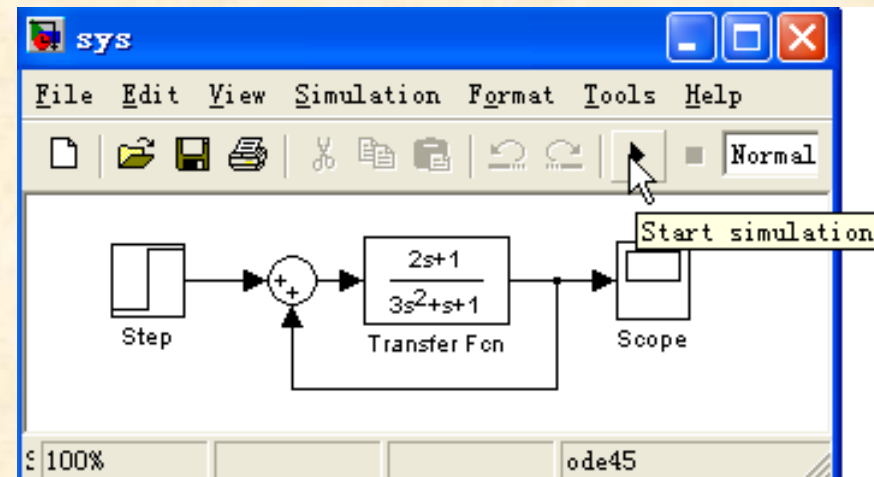 sys
File Edit View Simulation Format Tools Help
Normal
Start simulation
+
+
2s+1
3s²+s+1
Step
Transfer Fcn
Scope
100%
ode45